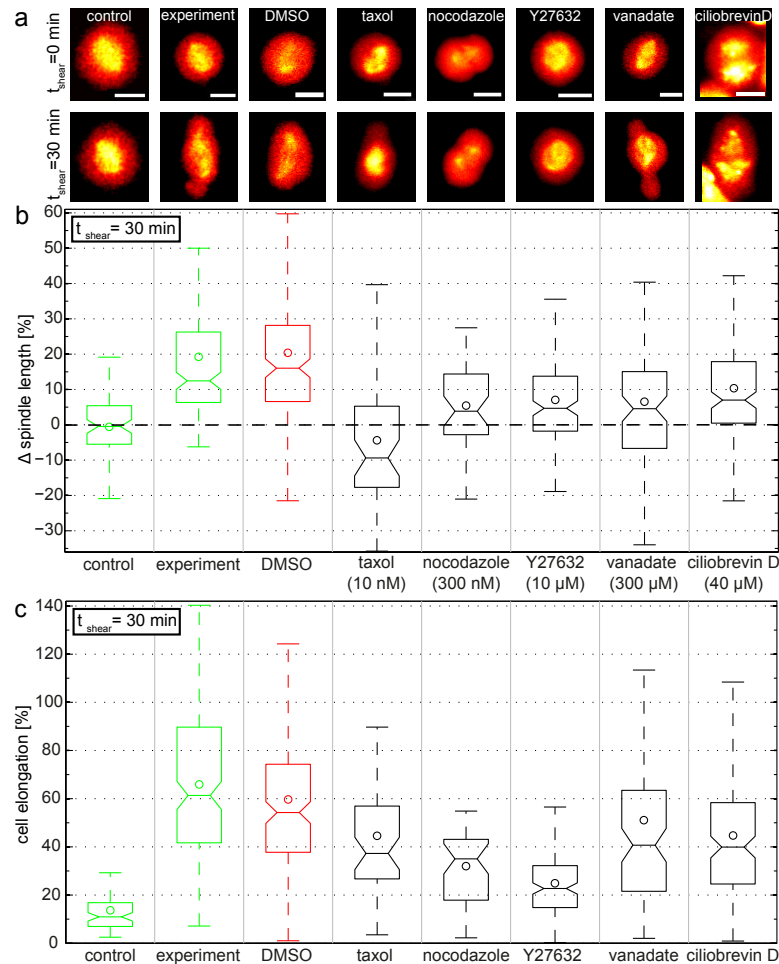 a
control experiment DMSO taxol nocodazole Y27632 vanadate ciliobrevinD
t shear =0 min
t shear =30 min
b
t shear = 30 min
Δ spindle length [%]
60
50
40
30
20
10
0
−10
−20
−30
control experiment DMSO taxol nocodazole Y27632 vanadate ciliobrevin D
(10 nM) (300 nM) (10 µM) (300 µM) (40 µM)
c
t shear = 30 min
cell elongation [%]
140
120
100
80
60
40
20
0
control experiment DMSO taxol nocodazole Y27632 vanadate ciliobrevin D